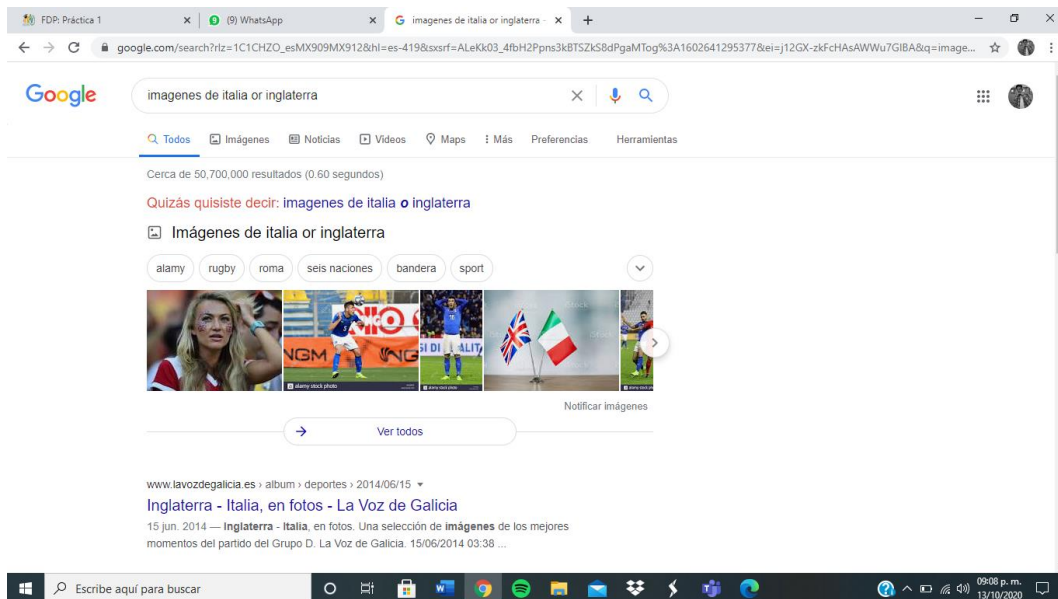 FDP: Práctica 1
(9) WhatsApp
imagenes de italia or inglaterra -
google.com/search?rlz=1C1CHZO_esMX909MX912&hl=es-419&sxsrf=ALeKk03_4fbH2Ppns3kBTSZkS8dPgaMTog%3A1602641295377&ei=j12GX-zkFcHAsAWWu7GIBA&q=image...
Google
imagenes de italia or inglaterra
Todos Imágenes Noticias Videos Maps Más Preferencias Herramientas
Cerca de 50,700,000 resultados (0.60 segundos)
Quizás quisiste decir: imagenes de italia o inglaterra
Imágenes de italia or inglaterra
alamy rugby roma seis naciones bandera sport
NGM
alamy stock photo
Notificar imágenes
Ver todos
www.lavozdegalicia.es › album › deportes › 2014/06/15
Inglaterra - Italia, en fotos - La Voz de Galicia
15 jun. 2014 — Inglaterra - Italia, en fotos. Una selección de imágenes de los mejores
momentos del partido del Grupo D. La Voz de Galicia. 15/06/2014 03:38 ...
Escribe aquí para buscar
09:08 p. m.
13/10/2020